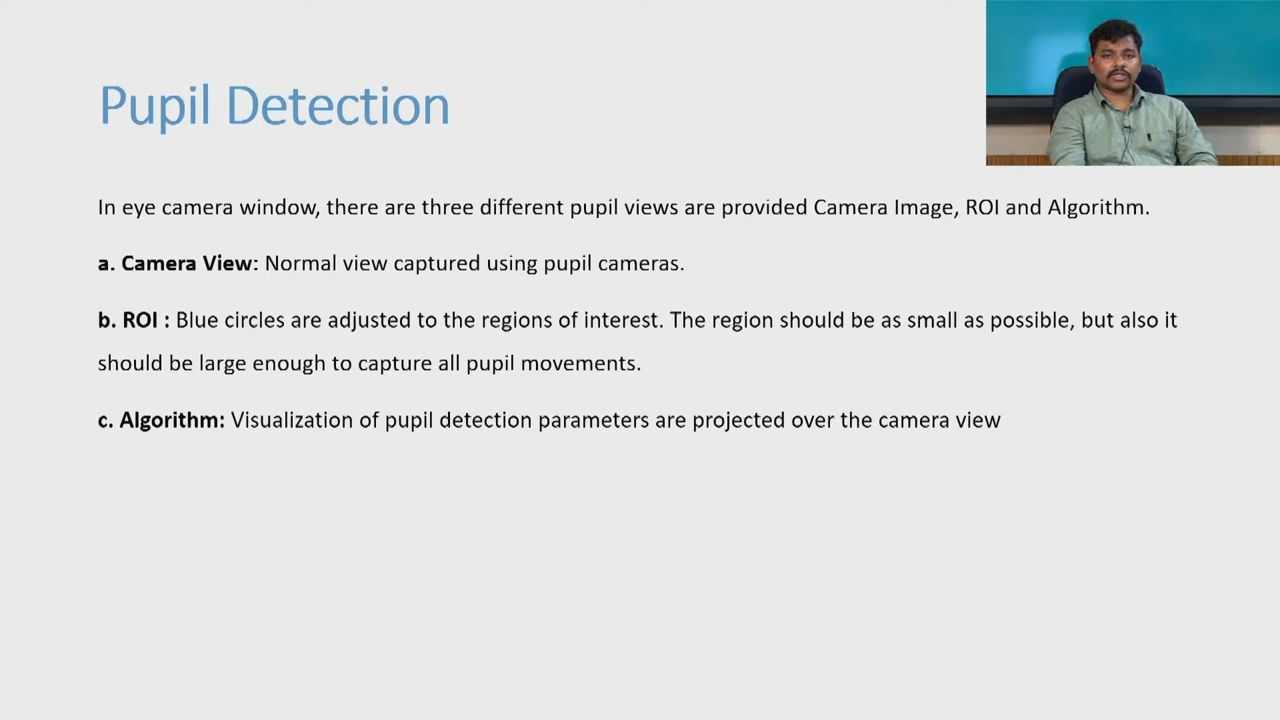 Pupil Detection
In eye camera window, there are three different pupil views are provided Camera Image, ROI and Algorithm.
a. Camera View: Normal view captured using pupil cameras.
b. ROI : Blue circles are adjusted to the regions of interest. The region should be as small as possible, but also it
should be large enough to capture all pupil movements.
c. Algorithm: Visualization of pupil detection parameters are projected over the camera view